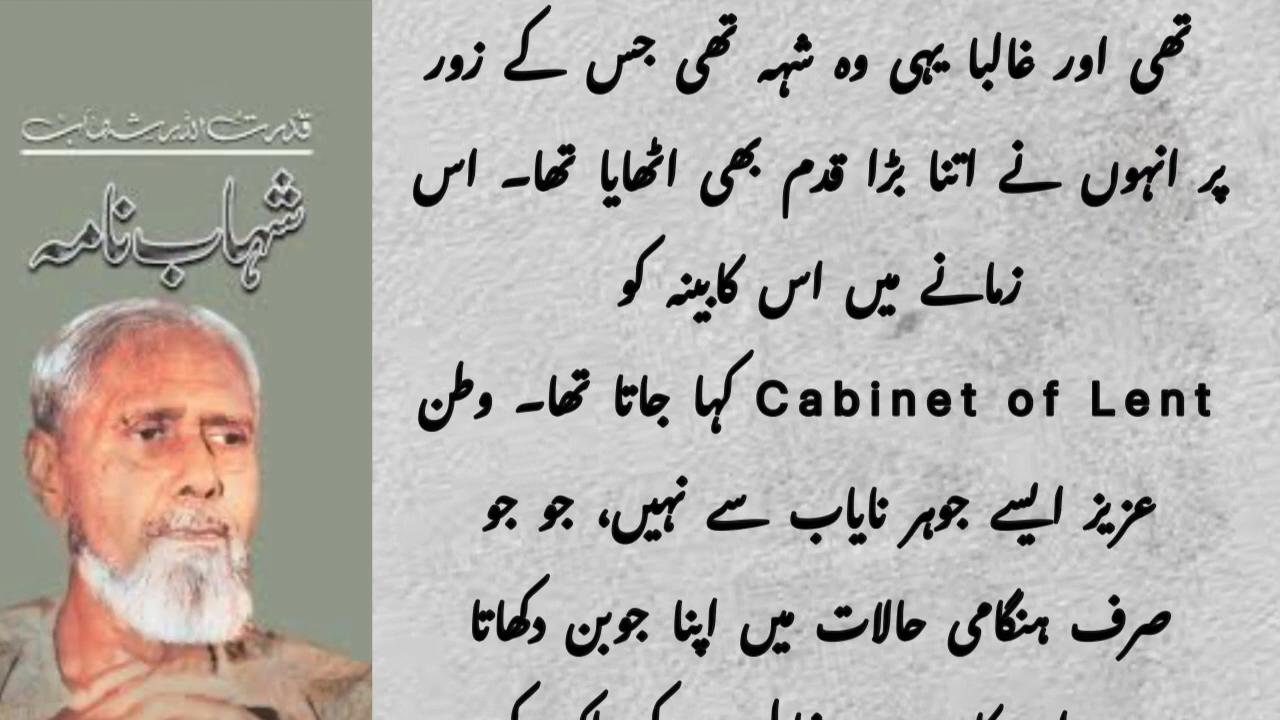 قدرت اللہ شہاب
شہاب نامہ
تھی اور غالبا یہی وہ شہہ تھی جس کے زور
پر انہوں نے اتنا بڑا قدم بھی اٹھایا تھا۔ اس
زمانے میں اس کابینہ کو
Cabinet of Lent کہا جاتا تھا۔ وطن
عزیز ایسے جوہر نایاب سے نہیں، جو جو
صرف ہنگامی حالات میں اپنا جوبن دکھاتا